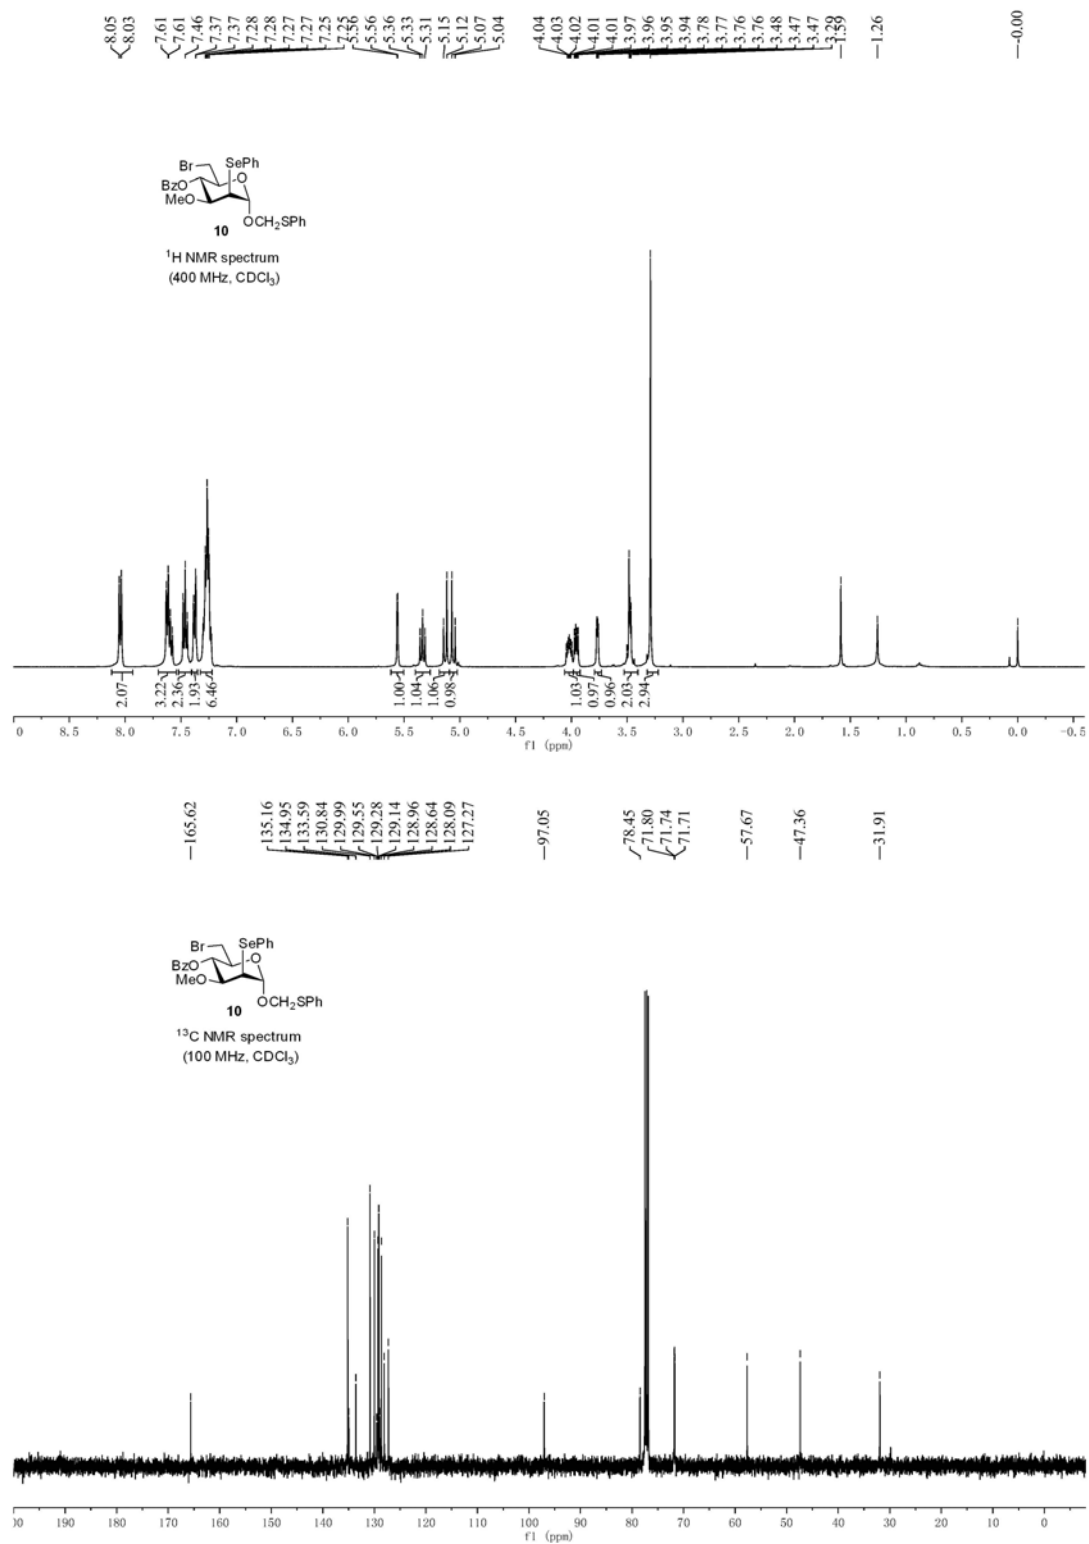 8.05 8.03 7.61 7.61 7.46 7.37 7.37 7.28 7.28 7.27 7.27 7.25 7.25 5.56 5.56 5.36 5.33 5.31 5.15 5.12 5.07 5.04 4.04 4.03 4.02 4.01 4.01 3.97 3.96 3.95 3.94 3.78 3.77 3.76 3.76 3.48 3.47 3.47 3.29 1.59 1.26 -0.00
SePh
Br
O
BzO
MeO
OCH₂SPh
10
¹H NMR spectrum
(400 MHz, CDCl₃)
2.07 3.22 2.36 1.93 6.46 1.00 1.04 1.06 0.98 1.03 0.97 0.96 2.03 2.94
0 8.5 8.0 7.5 7.0 6.5 6.0 5.5 5.0 4.5 4.0 3.5 3.0 2.5 2.0 1.5 1.0 0.5 0.0 -0.5
f1 (ppm)
165.62 135.16 134.95 133.59 130.84 129.99 129.55 129.28 129.14 128.96 128.64 128.09 127.27 97.05 78.45 71.80 71.74 71.71 57.67 47.36 31.91
SePh
Br
O
BzO
MeO
OCH₂SPh
10
¹³C NMR spectrum
(100 MHz, CDCl₃)
00 190 180 170 160 150 140 130 120 110 100 90 80 70 60 50 40 30 20 10 0
f1 (ppm)